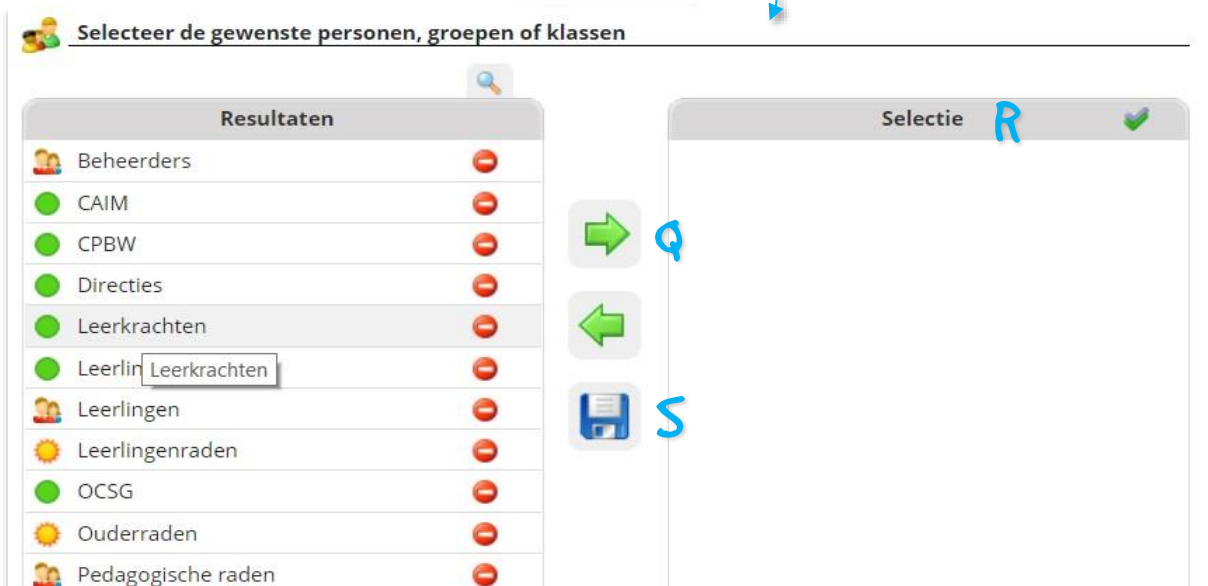 Selecteer de gewenste personen, groepen of klassen
Resultaten
Selectie R
Beheerders
CAIM
CPBW
Q
Directies
Leerkrachten
Leerlin
Leerkrachten
Leerlingen
S
Leerlingenraden
OCSG
Ouderraden
Pedagogische raden